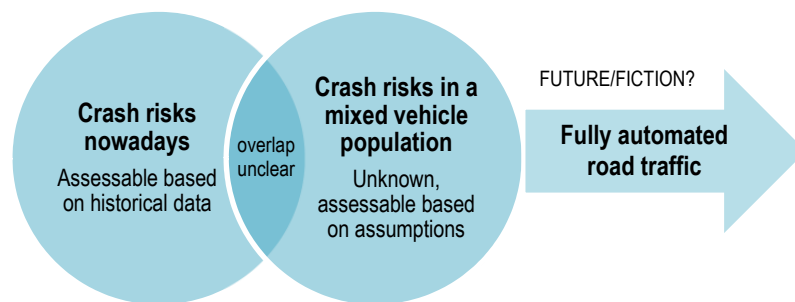 Crash risks
nowadays
Assessable based
on historical data
overlap
unclear
Crash risks in a
mixed vehicle
population
Unknown,
assessable based
on assumptions
FUTURE/FICTION?
Fully automated
road traffic